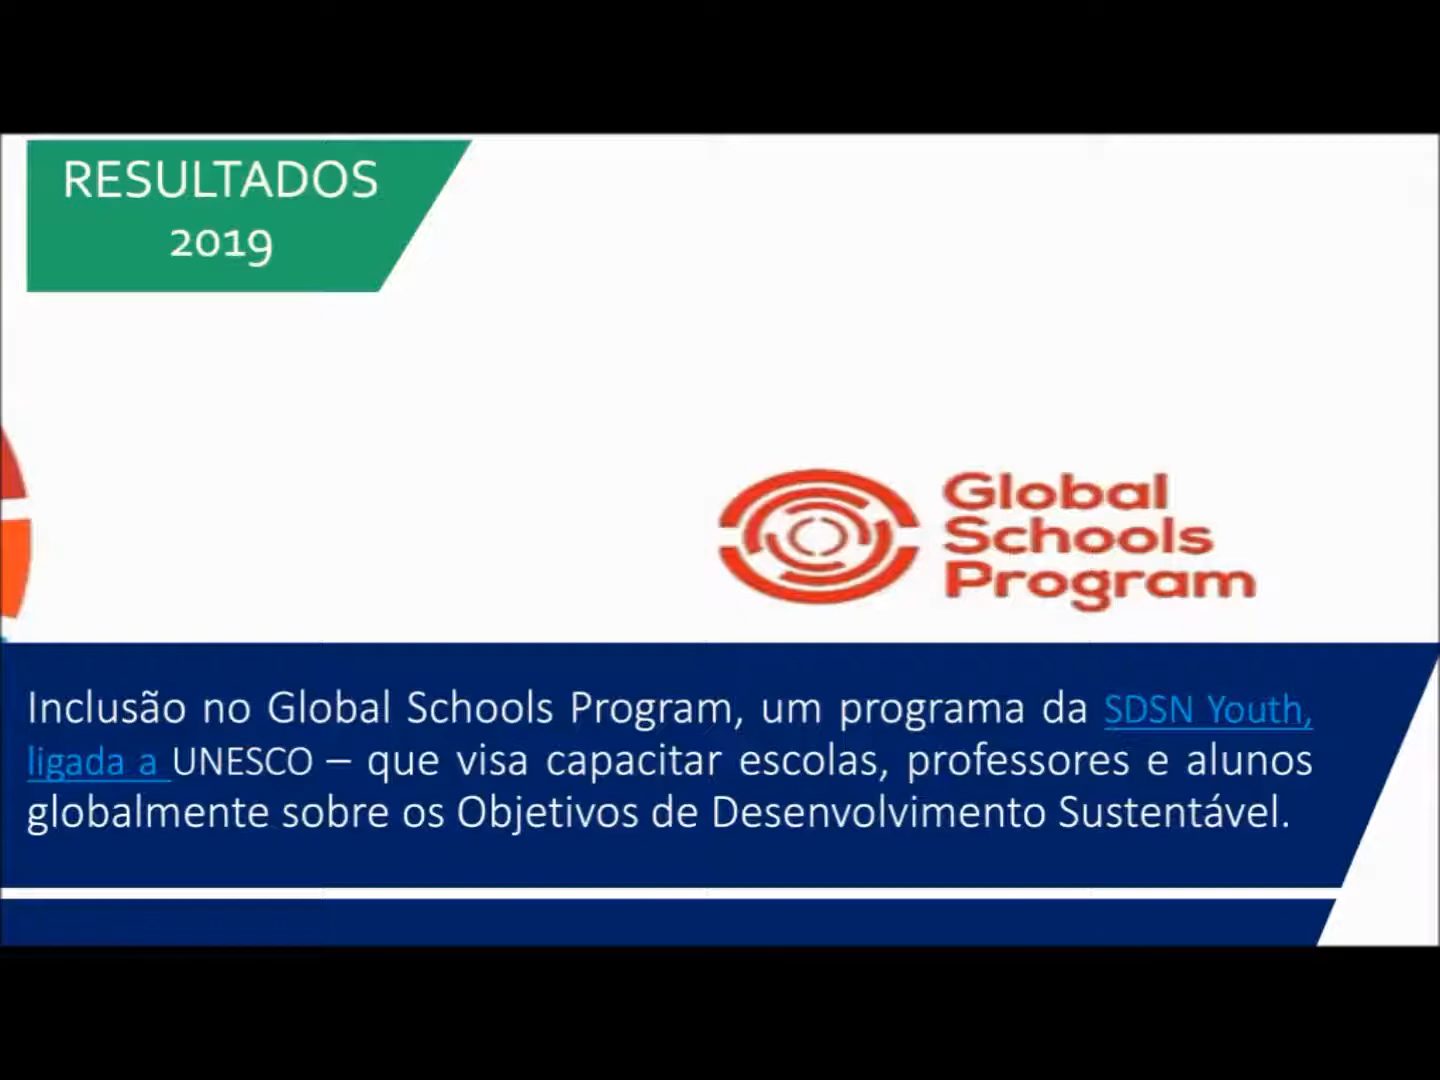 RESULTADOS
2019
Global
Schools
Program
Inclusão no Global Schools Program, um programa da SDSN Youth,
ligada a UNESCO – que visa capacitar escolas, professores e alunos
globalmente sobre os Objetivos de Desenvolvimento Sustentável.